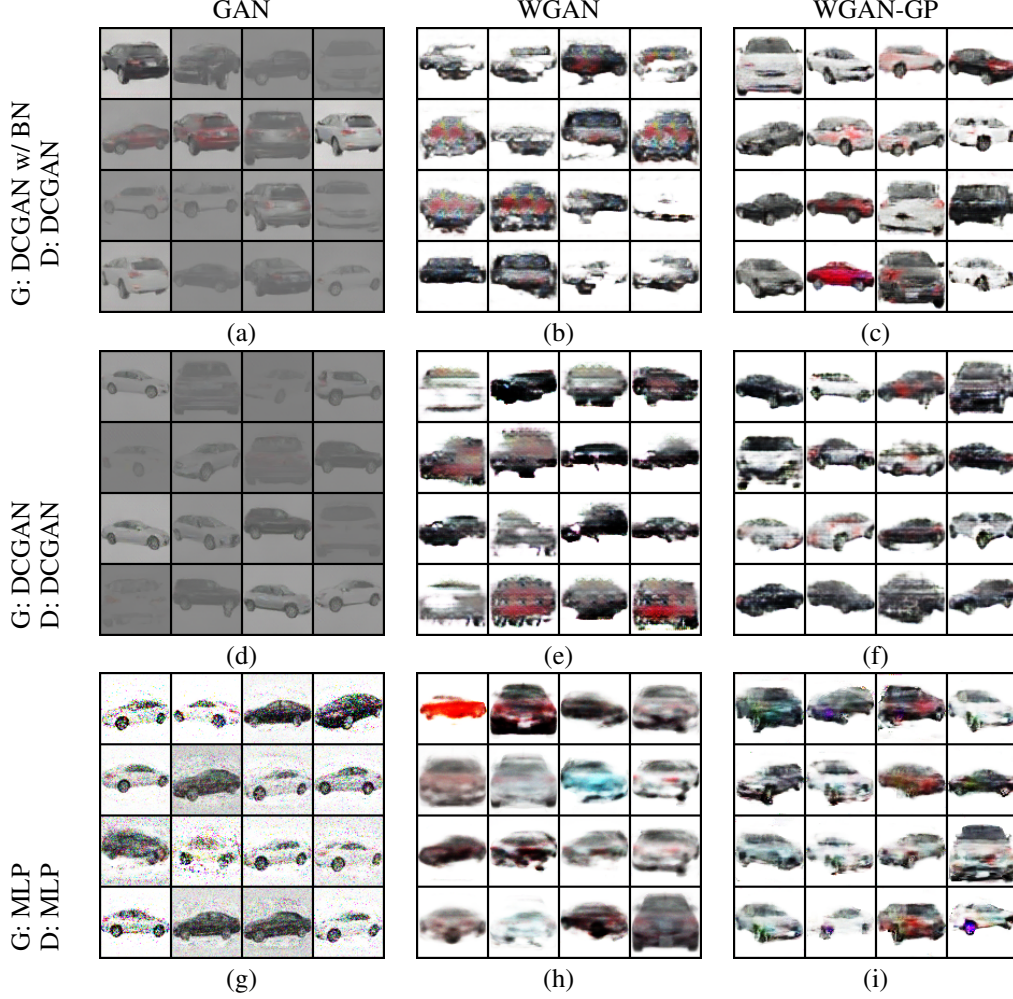 GAN WGAN WGAN-GP
G: DCGAN w/ BN
D: DCGAN
(a) (b) (c)
G: DCGAN
D: DCGAN
(d) (e) (f)
G: MLP
D: MLP
(g) (h) (i)